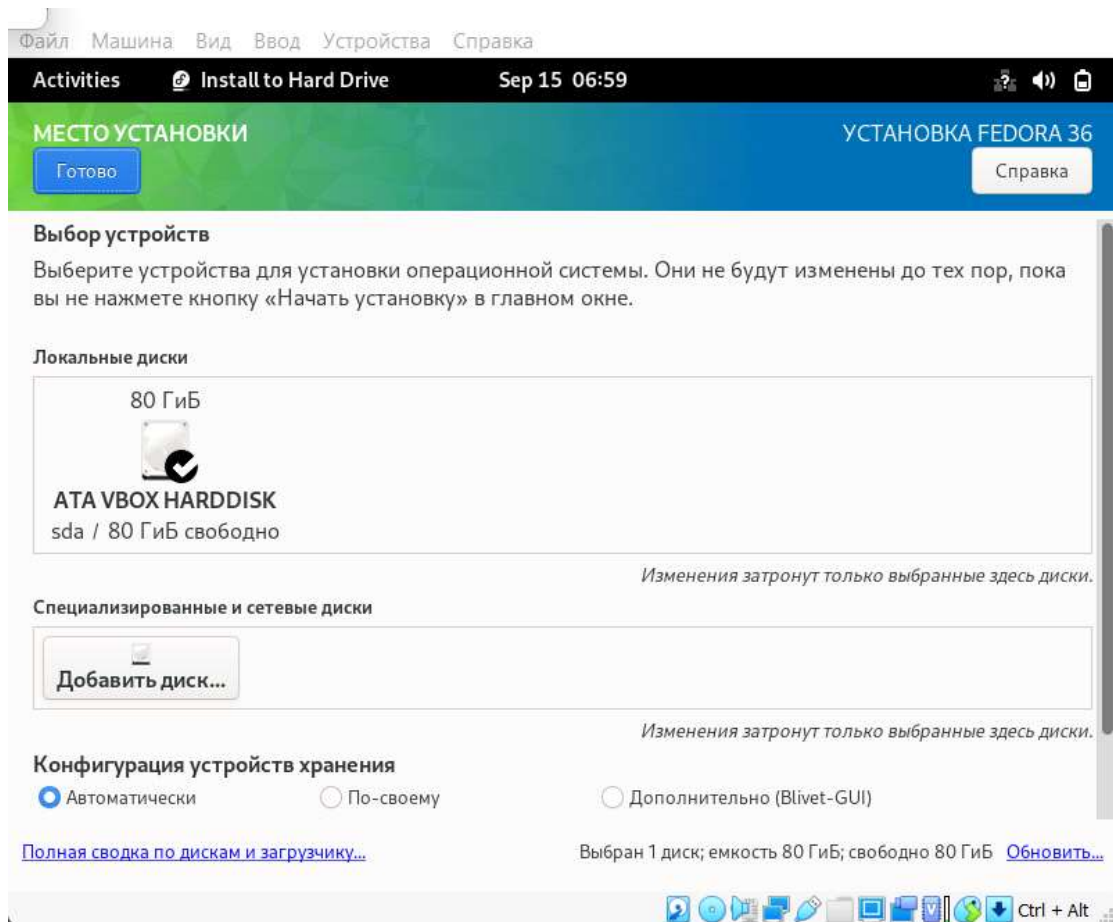 Файл Машина Вид Ввод Устройства Справка
Activities Install to Hard Drive Sep 15 06:59
МЕСТО УСТАНОВКИ УСТАНОВКА FEDORA 36
Готово Справка
Выбор устройств
Выберите устройства для установки операционной системы. Они не будут изменены до тех пор, пока
вы не нажмете кнопку «Начать установку» в главном окне.
Локальные диски
80 ГиБ
ATA VBOX HARDDISK
sda / 80 ГиБ свободно
Изменения затронут только выбранные здесь диски.
Специализированные и сетевые диски
Добавить диск...
Изменения затронут только выбранные здесь диски.
Конфигурация устройств хранения
Автоматически По-своему Дополнительно (Blivet-GUI)
Полная сводка по дискам и загрузчику... Выбран 1 диск; емкость 80 ГиБ; свободно 80 ГиБ Обновить...
Ctrl + Alt